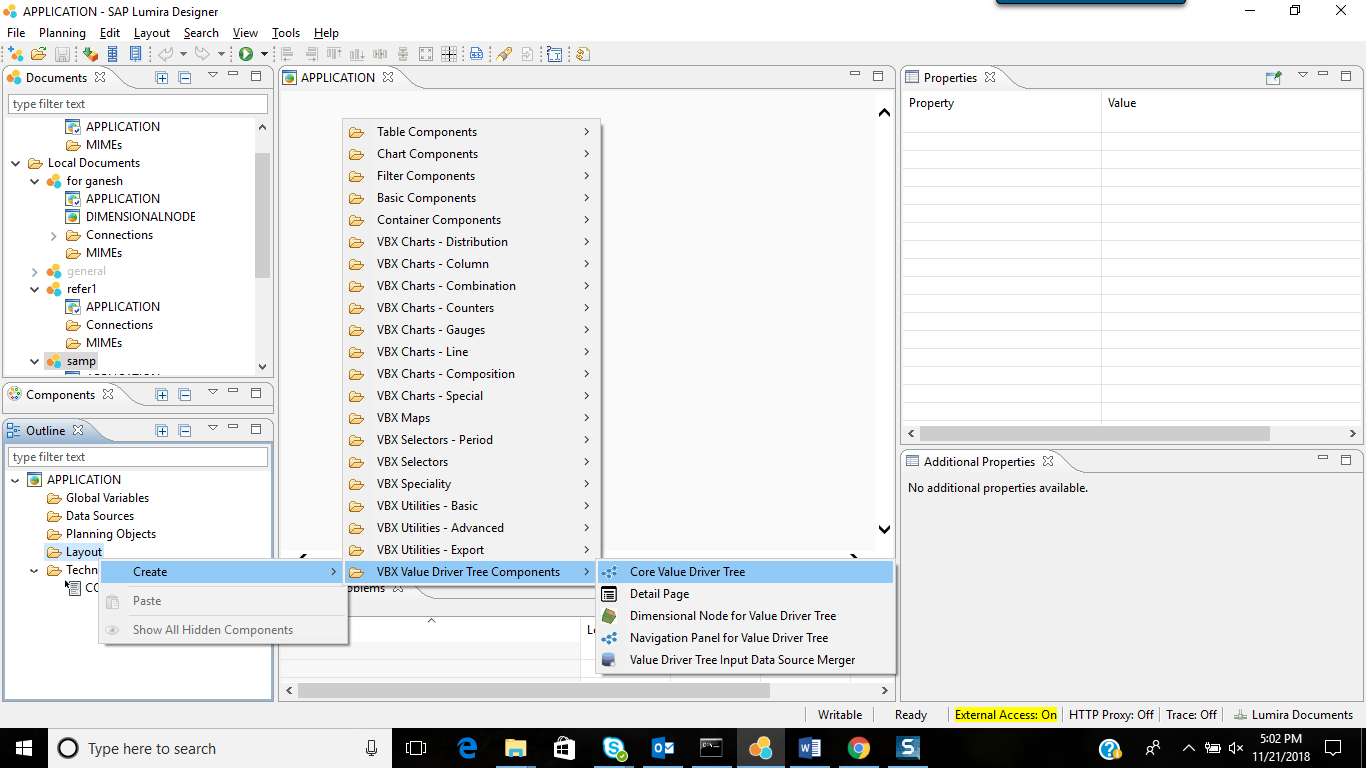 APPLICATION - SAP Lumira Designer
File Planning Edit Layout Search View Tools Help
Documents
type filter text
APPLICATION
MIMEs
Local Documents
for ganesh
APPLICATION
DIMENSIONALNODE
Connections
MIMEs
general
refer1
APPLICATION
Connections
MIMEs
samp
Components
Outline
type filter text
APPLICATION
Global Variables
Data Sources
Planning Objects
Layout
Techn
CO
Create
Paste
Show All Hidden Components
APPLICATION
Table Components
Chart Components
Filter Components
Basic Components
Container Components
VBX Charts - Distribution
VBX Charts - Column
VBX Charts - Combination
VBX Charts - Counters
VBX Charts - Gauges
VBX Charts - Line
VBX Charts - Composition
VBX Charts - Special
VBX Maps
VBX Selectors - Period
VBX Selectors
VBX Speciality
VBX Utilities - Basic
VBX Utilities - Advanced
VBX Utilities - Export
VBX Value Driver Tree Components
Core Value Driver Tree
Detail Page
Dimensional Node for Value Driver Tree
Navigation Panel for Value Driver Tree
Value Driver Tree Input Data Source Merger
Properties
Property Value
Additional Properties
No additional properties available.
Writable Ready External Access: On HTTP Proxy: Off Trace: Off Lumira Documents
Type here to search
5:02 PM
11/21/2018